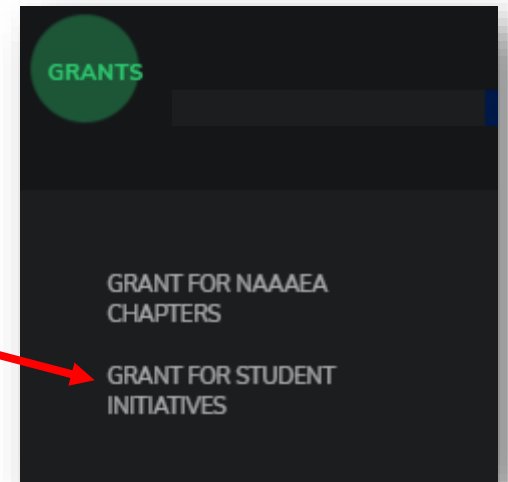 GRANTS
GRANT FOR NAAAEA
CHAPTERS
GRANT FOR STUDENT
INITIATIVES